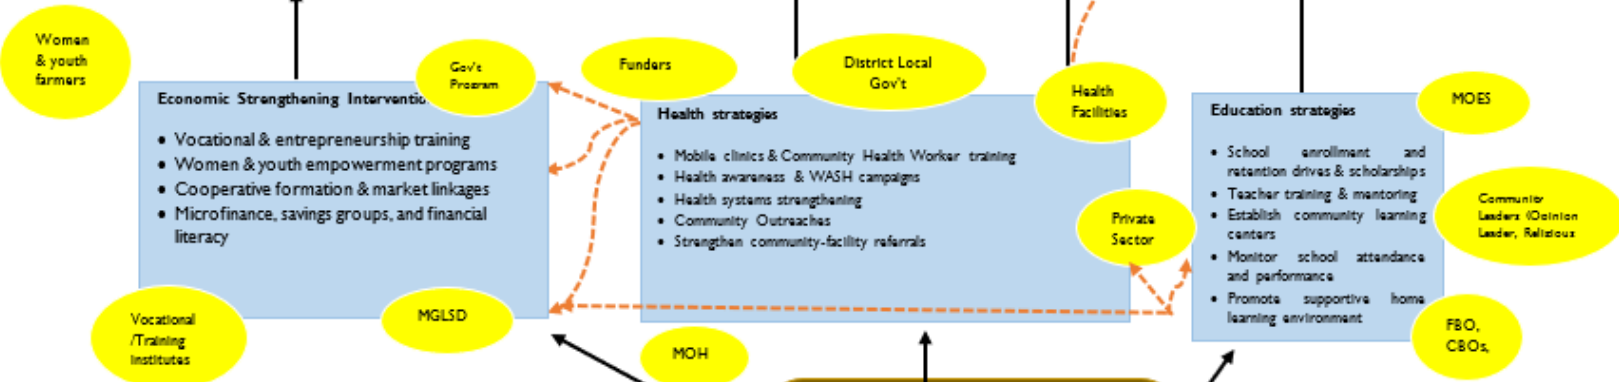 Women
& youth
farmers
Gov't
Program
Economic Strengthening Interventio
• Vocational & entrepreneurship training
• Women & youth empowerment programs
• Cooperative formation & market linkages
• Microfinance, savings groups, and financial
literacy
Vocational
/Training
institutes
MGLSD
Funders
District Local
Gov't
Health
Facilities
Health strategies
• Mobile clinics & Community Health Worker training
• Health awareness & WASH campaigns
• Health systems strengthening
• Community Outreaches
• Strengthen community-facility referrals
Private
Sector
MOH
MOES
Education strategies
• School enrollment and
retention drives & scholarships
• Teacher training & mentoring
• Establish community learning
centers
• Monitor school attendance
and performance
• Promote supportive home
learning environment
Community
Leaders (Opinion
Leader, Religious
FBO,
CBOs,